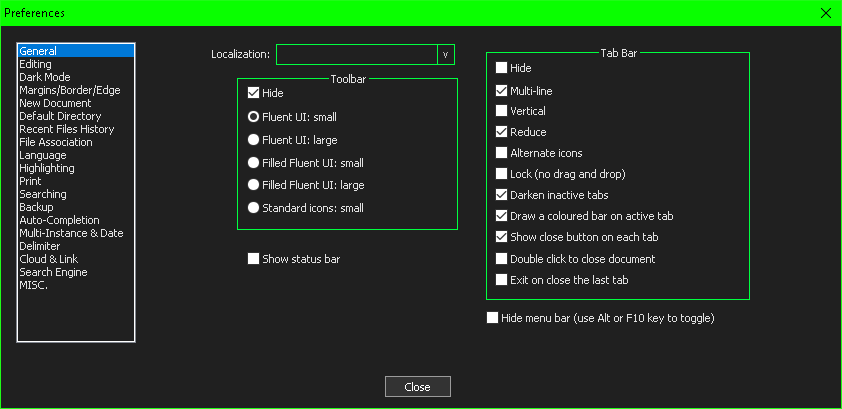 Preferences
General
Editing
Dark Mode
Margins/Border/Edge
New Document
Default Directory
Recent Files History
File Association
Language
Highlighting
Print
Searching
Backup
Auto-Completion
Multi-Instance & Date
Delimiter
Cloud & Link
Search Engine
MISC.
Localization:
v
Toolbar
Hide
Fluent UI: small
Fluent UI: large
Filled Fluent UI: small
Filled Fluent UI: large
Standard icons: small
Show status bar
Tab Bar
Hide
Multi-line
Vertical
Reduce
Alternate icons
Lock (no drag and drop)
Darken inactive tabs
Draw a coloured bar on active tab
Show close button on each tab
Double click to close document
Exit on close the last tab
Hide menu bar (use Alt or F10 key to toggle)
Close